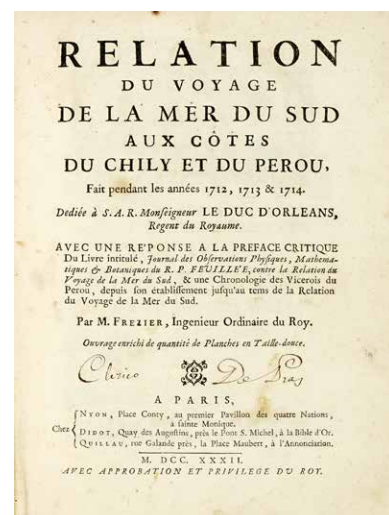 RELATION
DU VOYAGE
DE LA MER DU SUD
AUX CÔTES
DU CHILY ET DU PEROU,
Fait pendant les années 1712, 1713 & 1714.
Dediée à S. A. R. Monseigneur LE DUC D'ORLEANS,
Regent du Royaume.
AVEC UNE RE'PONSE A LA PREFACE CRITIQUE
Du Livre intitulé, Journal des Observations Physiques, Mathema-
tiques & Botaniques du R. P. FEUILLE'E, contre la Relation du
Voyage de la Mer du Sud, & une Chronologie des Vicerois du
Perou, depuis son établissement jusqu'au tems de la Relation
du Voyage de la Mer du Sud.
Par M. FREZIER, Ingenieur Ordinaire du Roy.
Ouvrage enrichi de quantité de Planches en Taille-douce.
De Pras
A PARIS,
Chez
NYON, Place Conty, au premier Pavillon des quatre Nations,
à sainte Monique.
DIDOT, Quay des Augustins, près le Pont S. Michel, à la Bible d'Or.
QUILLAU, rue Galande près, la Place Maubert, à l'Annonciation.
M. DCC. XXXII.
AVEC APPROBATION ET PRIVILEGE DU ROY.